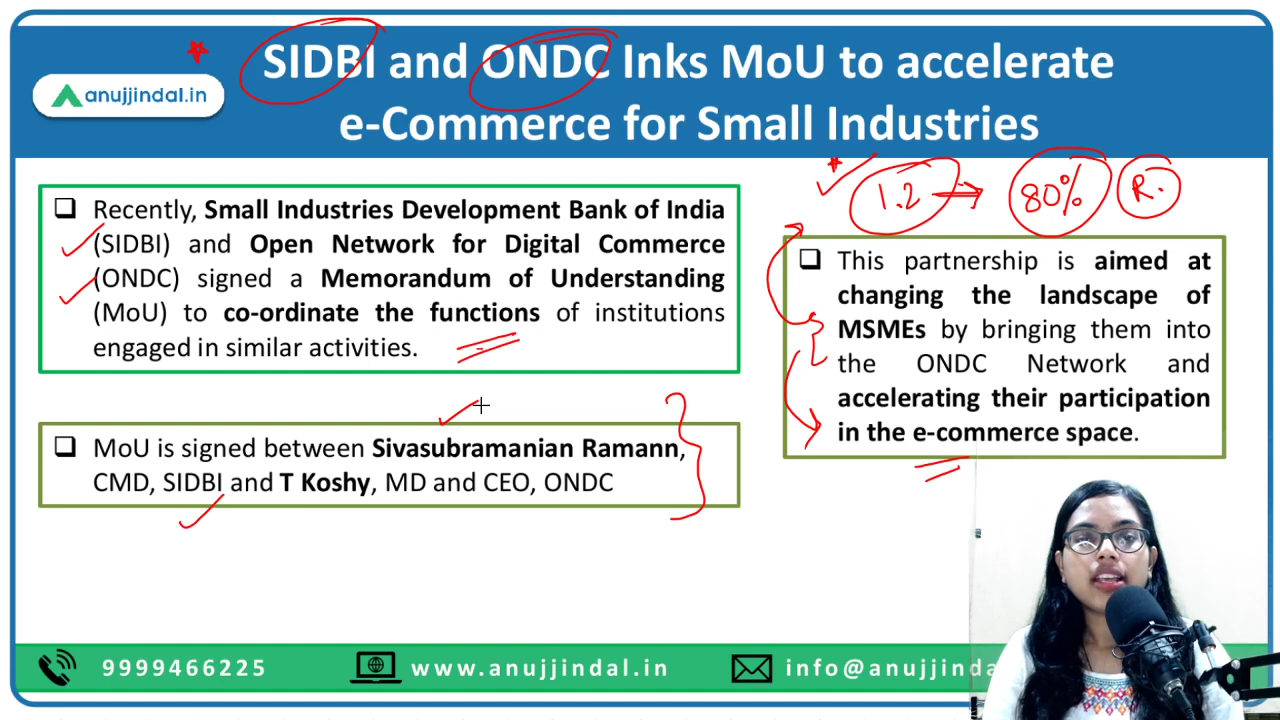 SIDBI and ONDC Inks MoU to accelerate
e-Commerce for Small Industries
anujjindal.in
Recently, Small Industries Development Bank of India
(SIDBI) and Open Network for Digital Commerce
(ONDC) signed a Memorandum of Understanding
(MoU) to co-ordinate the functions of institutions
engaged in similar activities.
MoU is signed between Sivasubramanian Ramann,
CMD, SIDBI and T Koshy, MD and CEO, ONDC
1.2 80% R.
This partnership is aimed at
changing the landscape of
MSMEs by bringing them into
the ONDC Network and
accelerating their participation
in the e-commerce space.
9999466225 www.anujjindal.in info@anujjinda